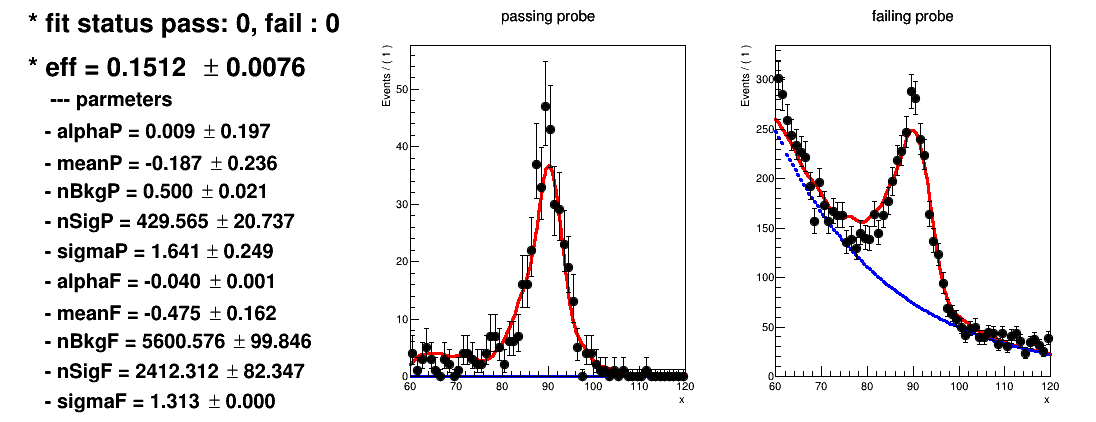 * fit status pass: 0, fail : 0
* eff = 0.1512 ± 0.0076
--- parmeters
- alphaP = 0.009 ± 0.197
- meanP = -0.187 ± 0.236
- nBkgP = 0.500 ± 0.021
- nSigP = 429.565 ± 20.737
- sigmaP = 1.641 ± 0.249
- alphaF = -0.040 ± 0.001
- meanF = -0.475 ± 0.162
- nBkgF = 5600.576 ± 99.846
- nSigF = 2412.312 ± 82.347
- sigmaF = 1.313 ± 0.000
passing probe
Events / ( 1 )
50
40
30
20
10
0
60 70 80 90 100 110 120
x
failing probe
Events / ( 1 )
300
250
200
150
100
50
0
60 70 80 90 100 110 120
x